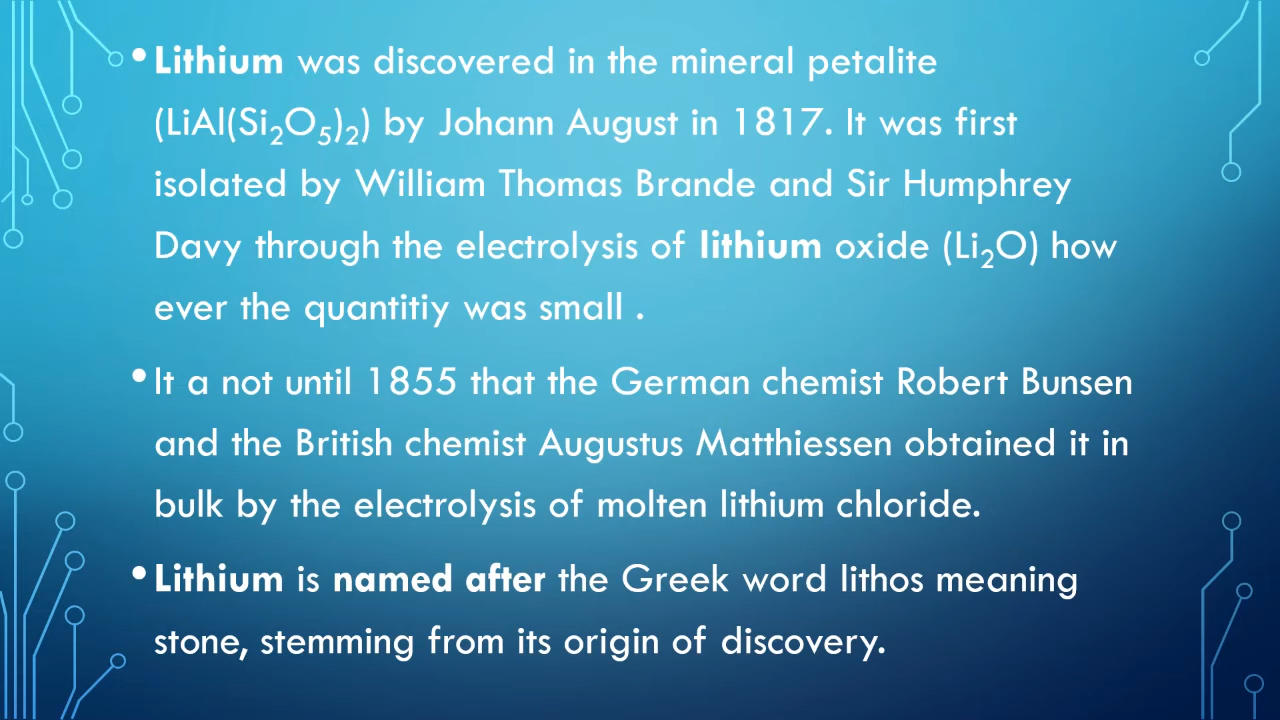 • Lithium was discovered in the mineral petalite
(LiAl(Si₂O₅)₂) by Johann August in 1817. It was first
isolated by William Thomas Brande and Sir Humphrey
Davy through the electrolysis of lithium oxide (Li₂O) how
ever the quantitiy was small .
• It a not until 1855 that the German chemist Robert Bunsen
and the British chemist Augustus Matthiessen obtained it in
bulk by the electrolysis of molten lithium chloride.
• Lithium is named after the Greek word lithos meaning
stone, stemming from its origin of discovery.